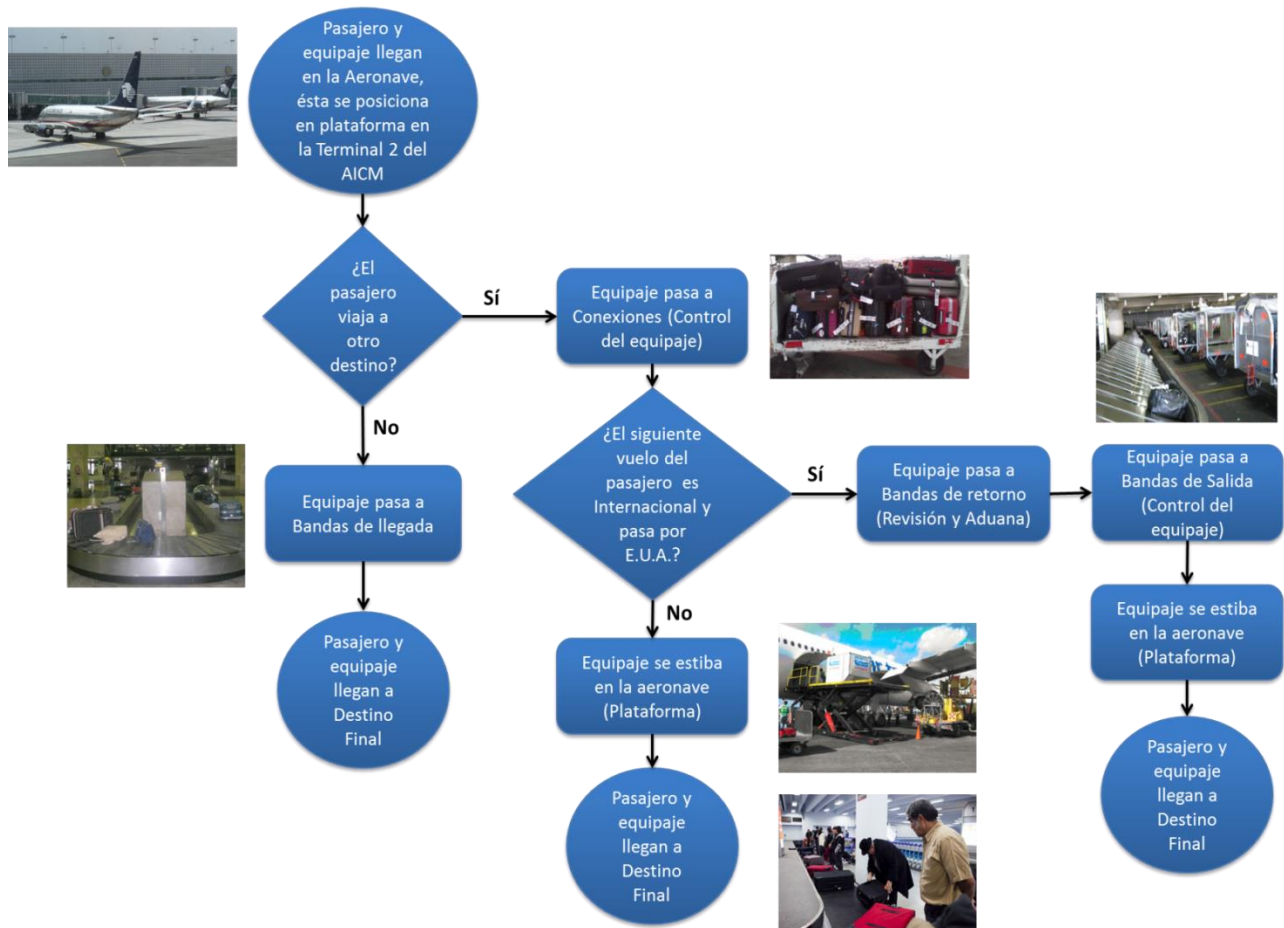 Pasajero y
equipaje llegan
en la Aeronave,
ésta se posiciona
en plataforma en
la Terminal 2 del
AICM
¿El
pasajero
viaja a
otro
destino?
Sí
Equipaje pasa a
Conexiones (Control
del equipaje)
No
Equipaje pasa a
Bandas de llegada
Pasajero y
equipaje
llegan a
Destino
Final
¿El siguiente
vuelo del
pasajero es
Internacional y
pasa por
E.U.A.?
Sí
Equipaje pasa a
Bandas de retorno
(Revisión y Aduana)
Equipaje pasa a
Bandas de Salida
(Control del
equipaje)
No
Equipaje se estiba
en la aeronave
(Plataforma)
Pasajero y
equipaje
llegan a
Destino
Final
Equipaje se estiba
en la aeronave
(Plataforma)
Pasajero y
equipaje
llegan a
Destino
Final